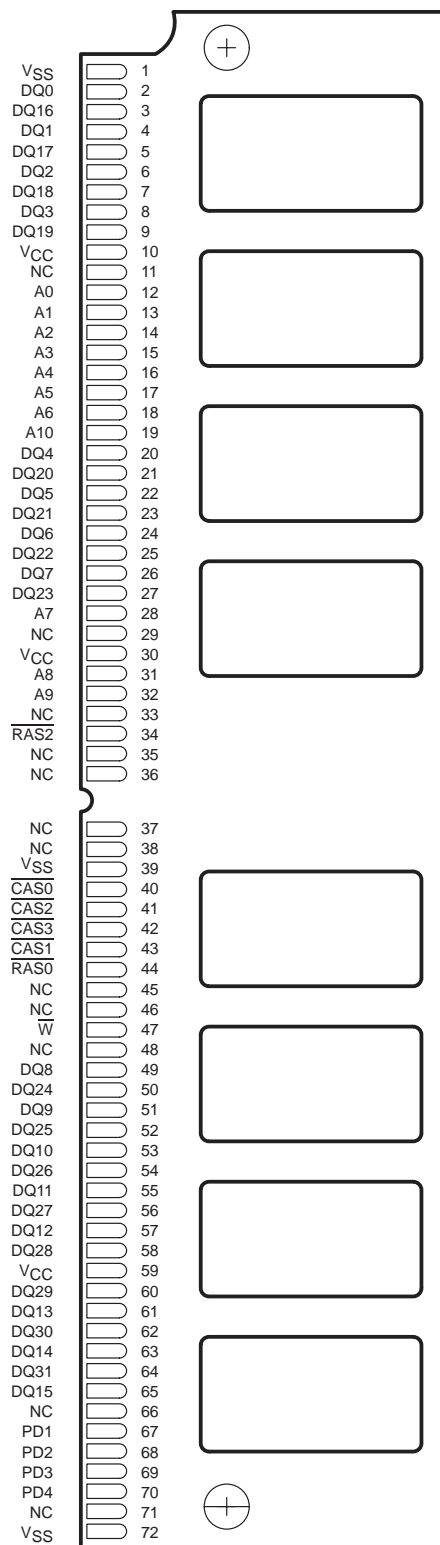 VSS 1
DQ0 2
DQ16 3
DQ1 4
DQ17 5
DQ2 6
DQ18 7
DQ3 8
DQ19 9
VCC 10
NC 11
A0 12
A1 13
A2 14
A3 15
A4 16
A5 17
A6 18
A10 19
DQ4 20
DQ20 21
DQ5 22
DQ21 23
DQ6 24
DQ22 25
DQ7 26
DQ23 27
A7 28
NC 29
VCC 30
A8 31
A9 32
NC 33
RAS2 34
NC 35
NC 36
NC 37
NC 38
VSS 39
CAS0 40
CAS2 41
CAS3 42
CAS1 43
RAS0 44
NC 45
NC 46
W 47
NC 48
DQ8 49
DQ24 50
DQ9 51
DQ25 52
DQ10 53
DQ26 54
DQ11 55
DQ27 56
DQ12 57
DQ28 58
VCC 59
DQ29 60
DQ13 61
DQ30 62
DQ14 63
DQ31 64
DQ15 65
NC 66
PD1 67
PD2 68
PD3 69
PD4 70
NC 71
VSS 72